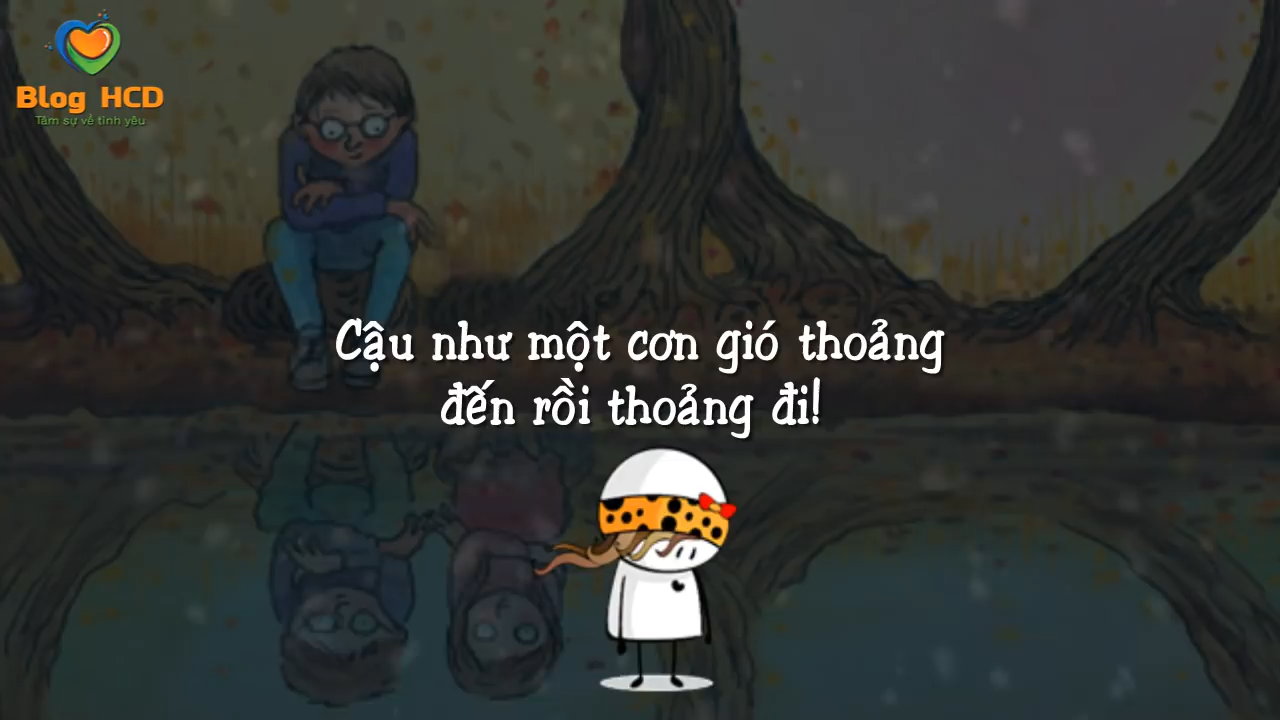 Blog HCD
Tâm sự về tình yêu
Cậu như một cơn gió thoảng
đến rồi thoảng đi!